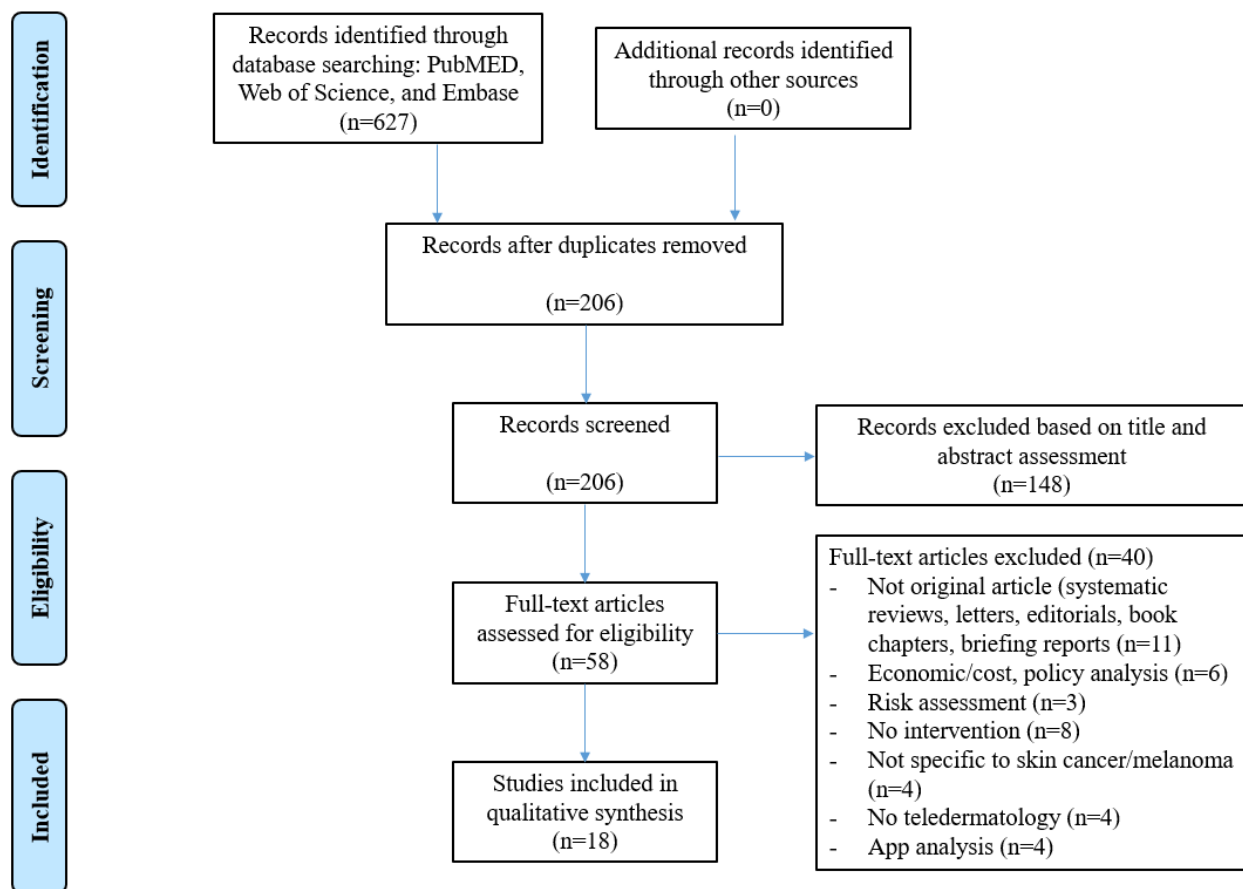 Identification
Records identified through
database searching: PubMED,
Web of Science, and Embase
(n=627)
Additional records identified
through other sources
(n=0)
Screening
Records after duplicates removed
(n=206)
Records screened
(n=206)
Records excluded based on title and
abstract assessment
(n=148)
Eligibility
Full-text articles
assessed for eligibility
(n=58)
Full-text articles excluded (n=40)
- Not original article (systematic
reviews, letters, editorials, book
chapters, briefing reports (n=11)
- Economic/cost, policy analysis (n=6)
- Risk assessment (n=3)
- No intervention (n=8)
- Not specific to skin cancer/melanoma
(n=4)
- No teledermatology (n=4)
- App analysis (n=4)
Included
Studies included in
qualitative synthesis
(n=18)